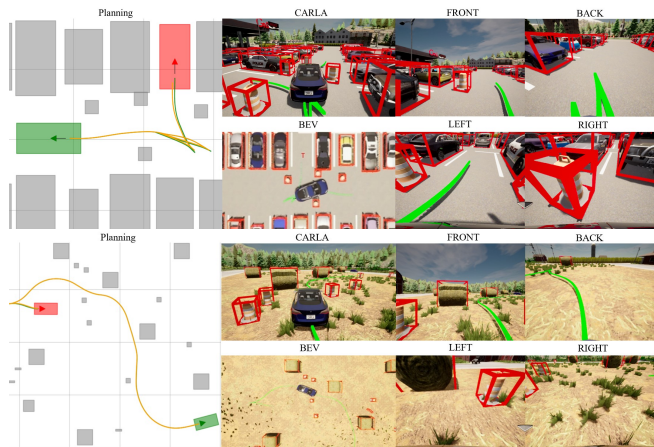 Planning
CARLA
FRONT
BACK
BEV
LEFT
RIGHT
Planning
CARLA
FRONT
BACK
BEV
LEFT
RIGHT